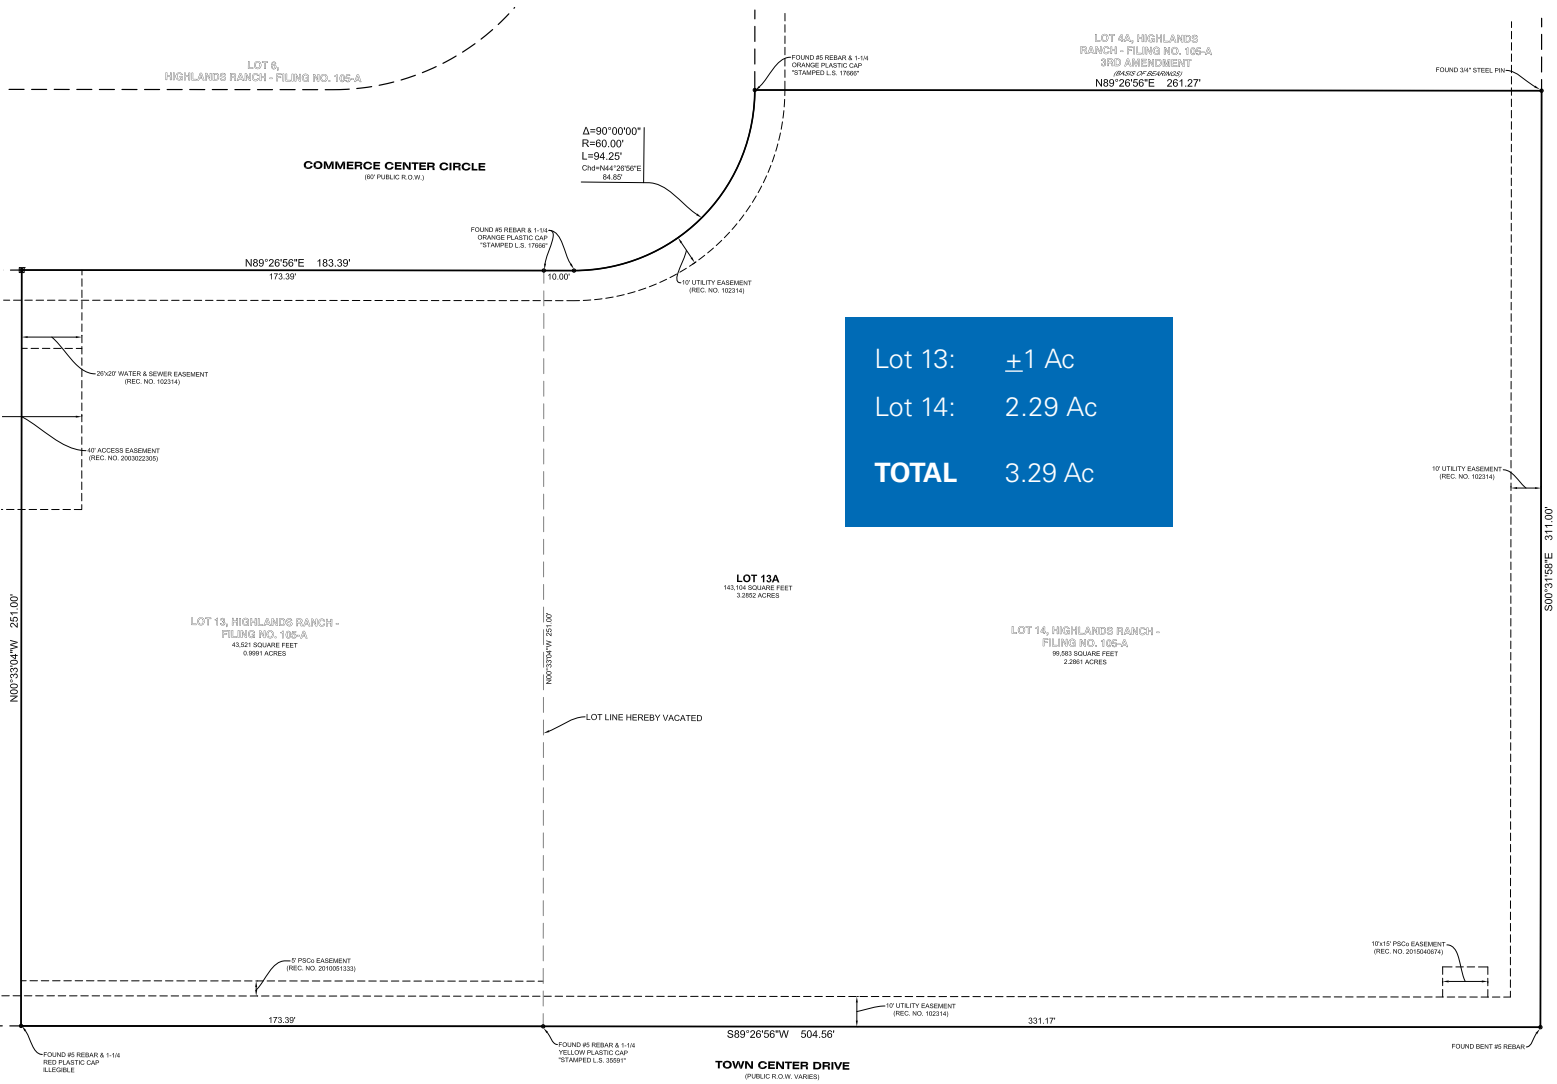 LOT 6,
HIGHLANDS RANCH - FILING NO. 105-A
FOUND #5 REBAR & 1-1/4
ORANGE PLASTIC CAP
"STAMPED L.S. 17666"
LOT 4A, HIGHLANDS
RANCH - FILING NO. 105-A
3RD AMENDMENT
(BASIS OF BEARINGS)
N89°26'56"E 261.27'
FOUND 3/4" STEEL PIN
Δ=90°00'00"
R=60.00'
L=94.25'
Chd=N44°26'56"E
84.85'
COMMERCE CENTER CIRCLE
(60' PUBLIC R.O.W.)
FOUND #5 REBAR & 1-1/4
ORANGE PLASTIC CAP
"STAMPED L.S. 17666"
N89°26'56"E 183.39'
173.39'
10.00'
10' UTILITY EASEMENT
(REC. NO. 102314)
26'x20' WATER & SEWER EASEMENT
(REC. NO. 102314)
40' ACCESS EASEMENT
(REC. NO. 2003022305)
Lot 13: ±1 Ac
Lot 14: 2.29 Ac
TOTAL 3.29 Ac
10' UTILITY EASEMENT
(REC. NO. 102314)
S00°31'58"E 311.00'
LOT 13A
143,104 SQUARE FEET
3.2852 ACRES
N00°33'04"W 251.00'
LOT 13, HIGHLANDS RANCH -
FILING NO. 105-A
43,521 SQUARE FEET
0.9991 ACRES
N00°33'04"W 251.00'
LOT 14, HIGHLANDS RANCH -
FILING NO. 105-A
99,583 SQUARE FEET
2.2861 ACRES
LOT LINE HEREBY VACATED
5' PSCo EASEMENT
(REC. NO. 2010051333)
10'x15' PSCo EASEMENT
(REC. NO. 2015040674)
10' UTILITY EASEMENT
(REC. NO. 102314)
173.39'
331.17'
S89°26'56"W 504.56'
FOUND #5 REBAR & 1-1/4
RED PLASTIC CAP
ILLEGIBLE
FOUND #5 REBAR & 1-1/4
YELLOW PLASTIC CAP
"STAMPED L.S. 35591"
FOUND BENT #5 REBAR
TOWN CENTER DRIVE
(PUBLIC R.O.W. VARIES)